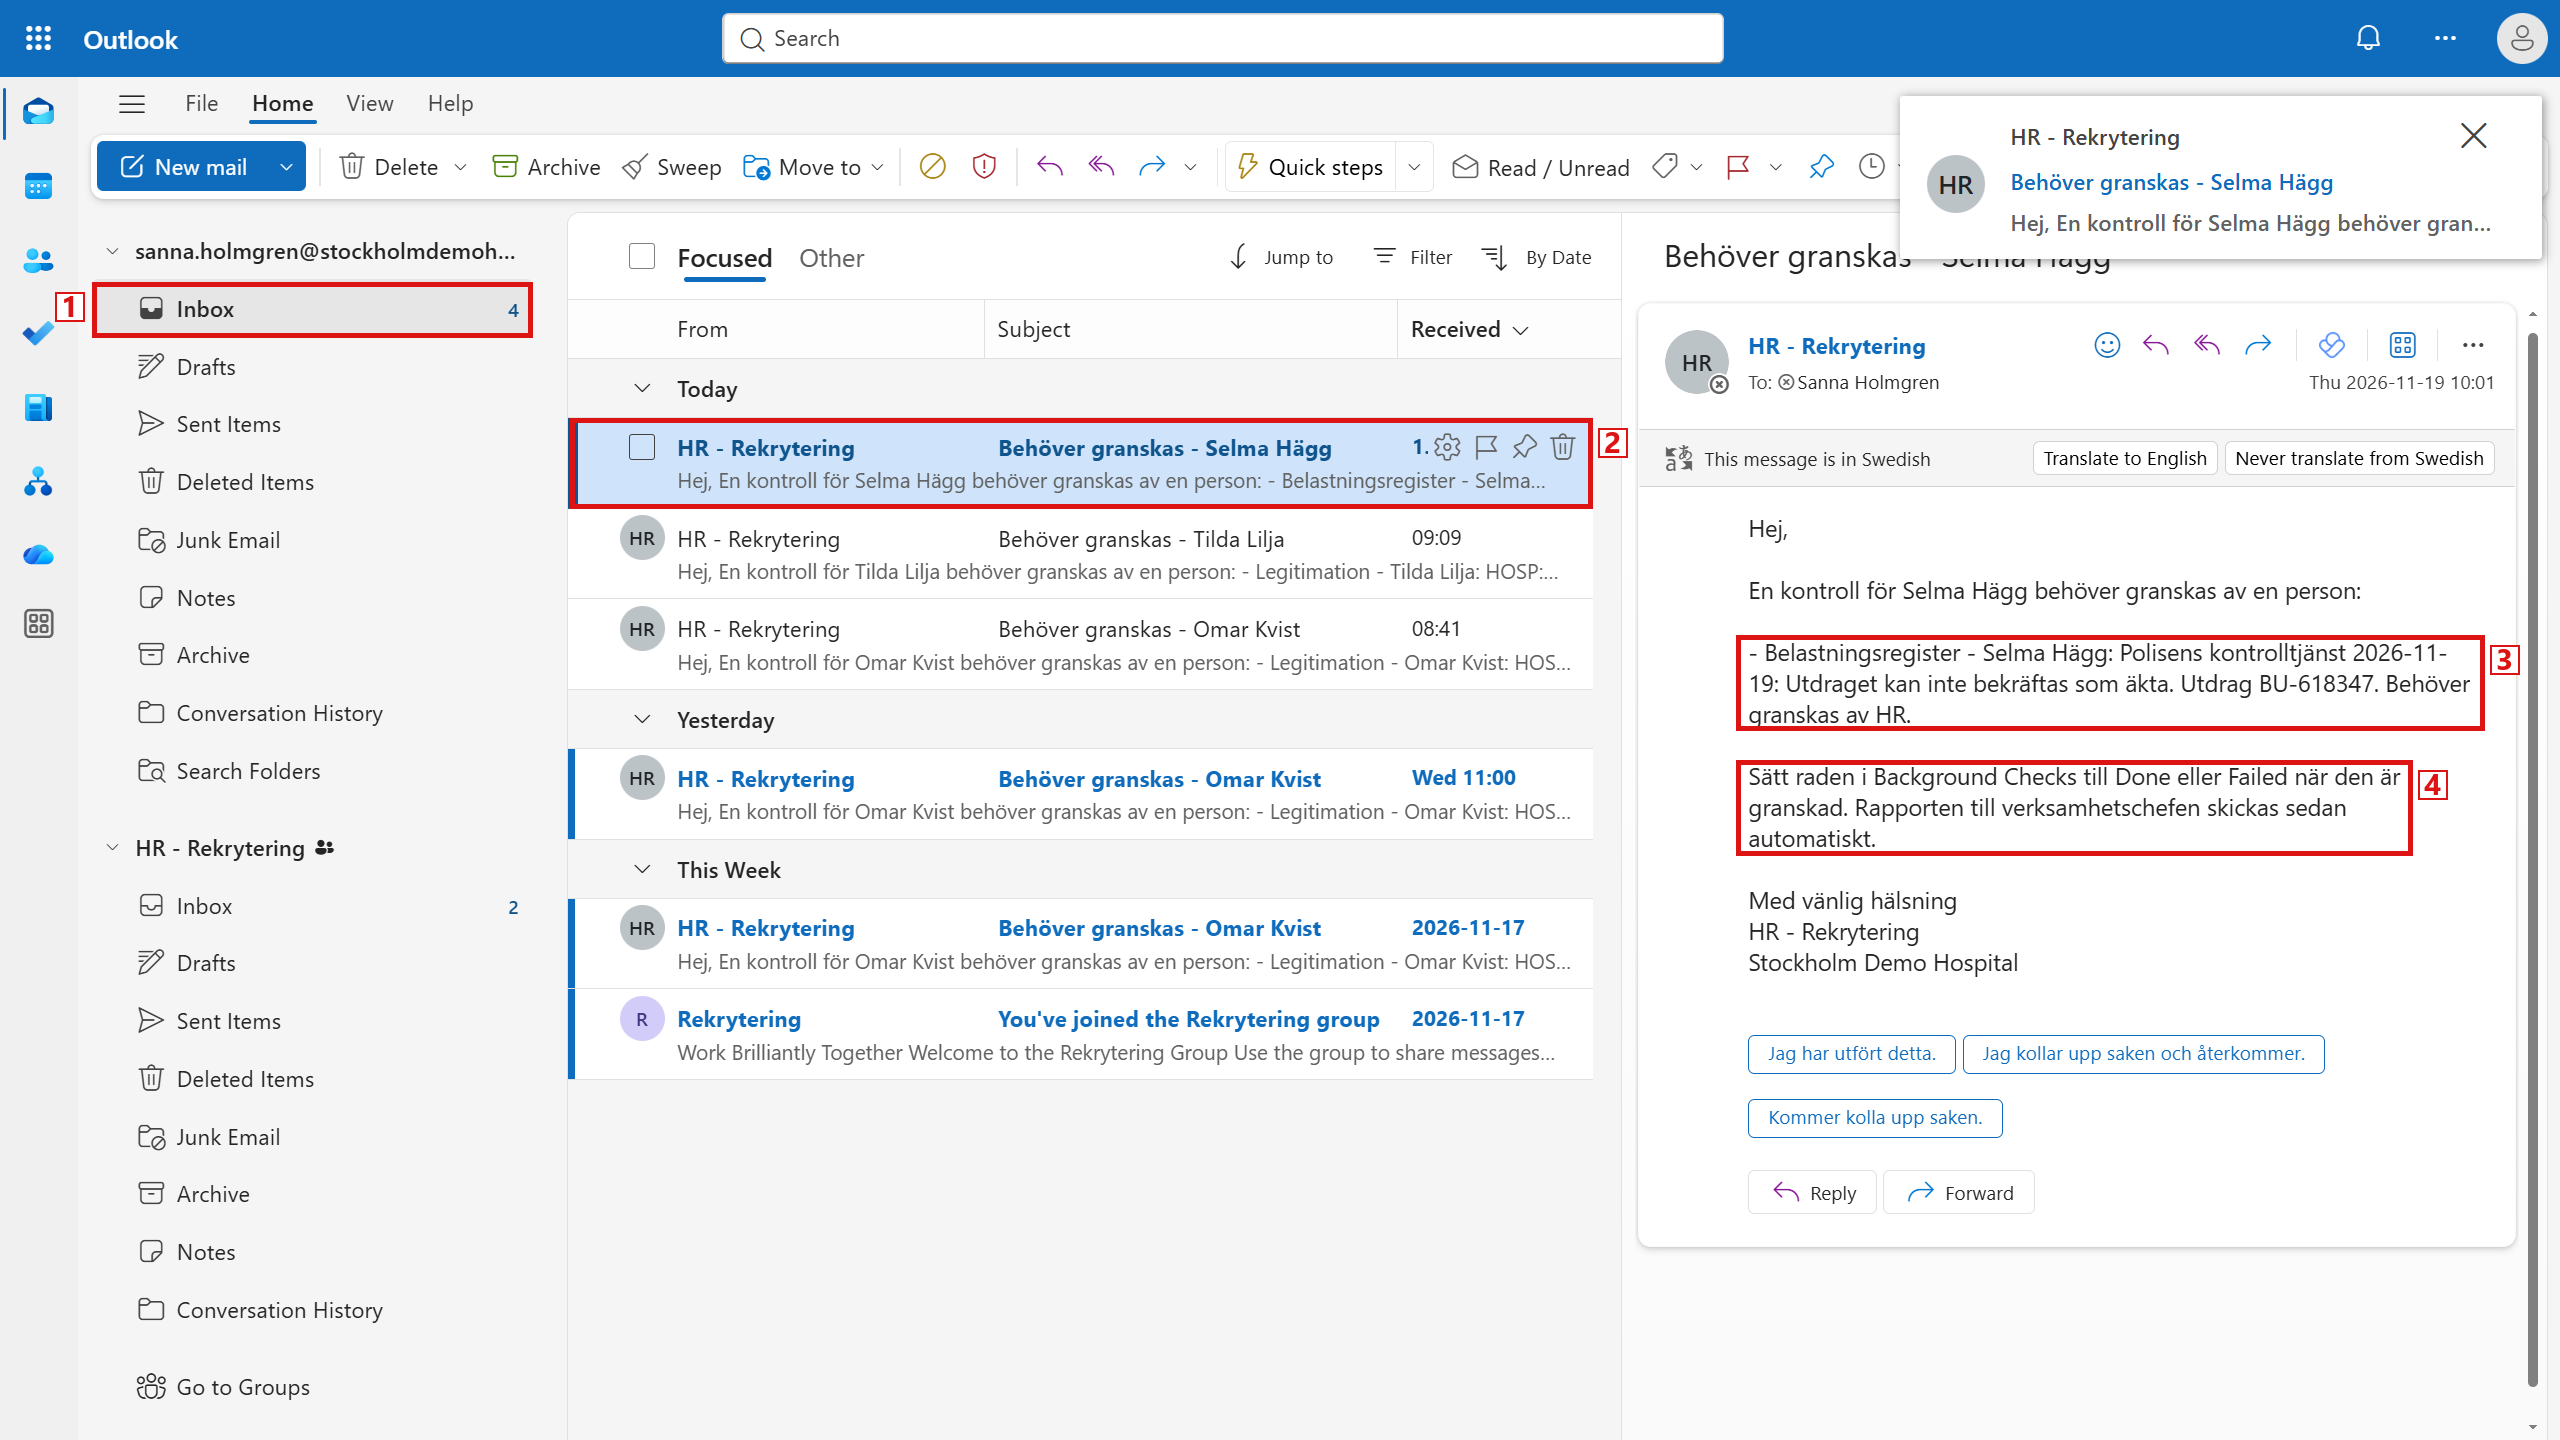 Outlook
Search
File
Home
View
Help
New mail
Delete
Archive
Sweep
Move to
Quick steps
Read / Unread
HR - Rekrytering
HR
Behöver granskas - Selma Hägg
Hej, En kontroll för Selma Hägg behöver gran...
sanna.holmgren@stockholmdemoh...
1
Inbox 4
Drafts
Sent Items
Deleted Items
Junk Email
Notes
Archive
Conversation History
Search Folders
HR - Rekrytering
Inbox 2
Drafts
Sent Items
Deleted Items
Junk Email
Archive
Notes
Conversation History
Go to Groups
Focused
Other
Jump to
Filter
By Date
From
Subject
Received
Today
HR - Rekrytering Behöver granskas - Selma Hägg 1.
2
Hej, En kontroll för Selma Hägg behöver granskas av en person: - Belastningsregister - Selma...
HR HR - Rekrytering Behöver granskas - Tilda Lilja 09:09
Hej, En kontroll för Tilda Lilja behöver granskas av en person: - Legitimation - Tilda Lilja: HOSP:...
HR HR - Rekrytering Behöver granskas - Omar Kvist 08:41
Hej, En kontroll för Omar Kvist behöver granskas av en person: - Legitimation - Omar Kvist: HOS...
Yesterday
HR HR - Rekrytering Behöver granskas - Omar Kvist Wed 11:00
Hej, En kontroll för Omar Kvist behöver granskas av en person: - Legitimation - Omar Kvist: HOS...
This Week
HR HR - Rekrytering Behöver granskas - Omar Kvist 2026-11-17
Hej, En kontroll för Omar Kvist behöver granskas av en person: - Legitimation - Omar Kvist: HOS...
R Rekrytering You've joined the Rekrytering group 2026-11-17
Work Brilliantly Together Welcome to the Rekrytering Group Use the group to share messages...
Behöver granskas - Selma Hägg
HR
HR - Rekrytering
To: Sanna Holmgren
Thu 2026-11-19 10:01
This message is in Swedish
Translate to English
Never translate from Swedish
Hej,
En kontroll för Selma Hägg behöver granskas av en person:
- Belastningsregister - Selma Hägg: Polisens kontrolltjänst 2026-11-
19: Utdraget kan inte bekräftas som äkta. Utdrag BU-618347. Behöver
granskas av HR.
3
Sätt raden i Background Checks till Done eller Failed när den är
granskad. Rapporten till verksamhetschefen skickas sedan
automatiskt.
4
Med vänlig hälsning
HR - Rekrytering
Stockholm Demo Hospital
Jag har utfört detta.
Jag kollar upp saken och återkommer.
Kommer kolla upp saken.
Reply
Forward